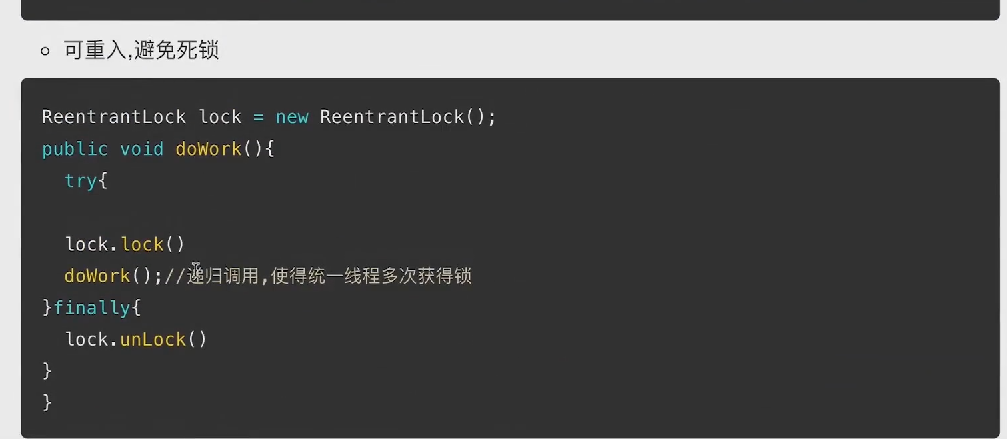 可重入,避免死锁
ReentrantLock lock = new ReentrantLock();
public void doWork(){
try{
lock.lock()
doWork();//递归调用,使得统一线程多次获得锁
}finally{
lock.unLock()
}
}